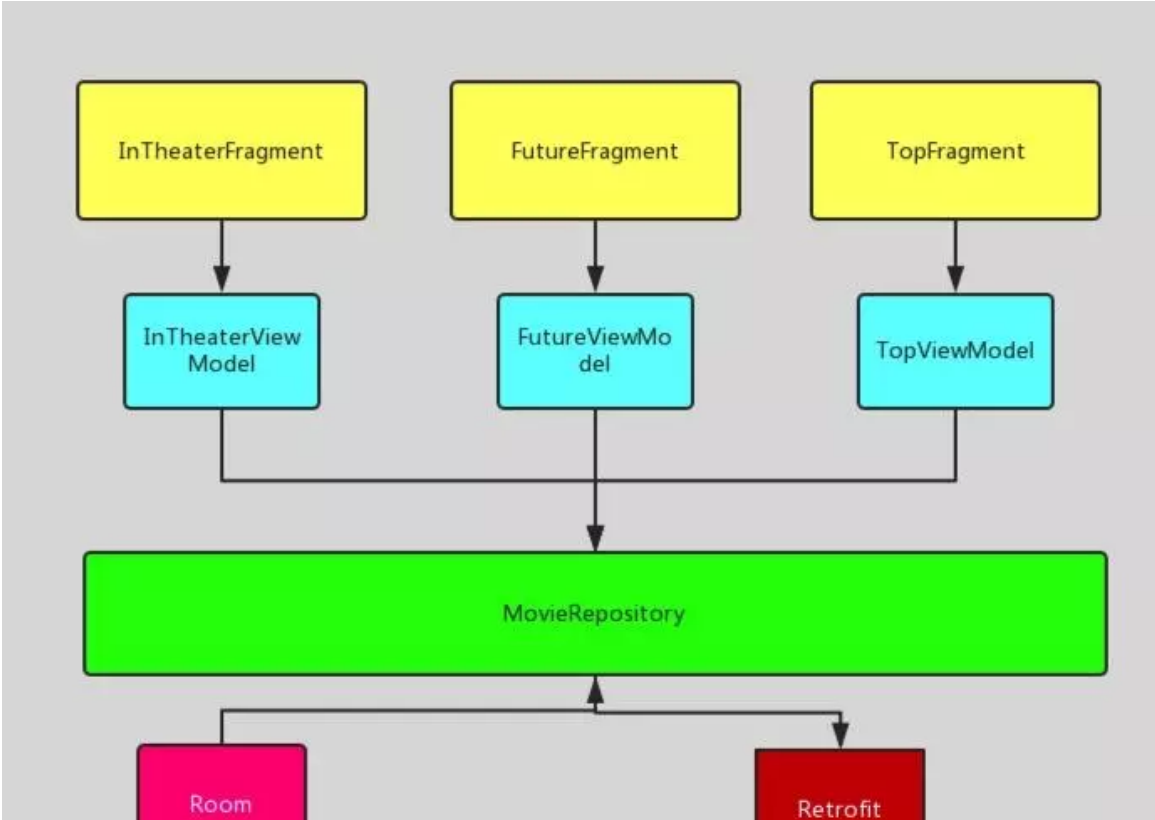 InTheaterFragment
FutureFragment
TopFragment
InTheaterView
Model
FutureViewMo
del
TopViewModel
MovieRepository
Room
Retrofit